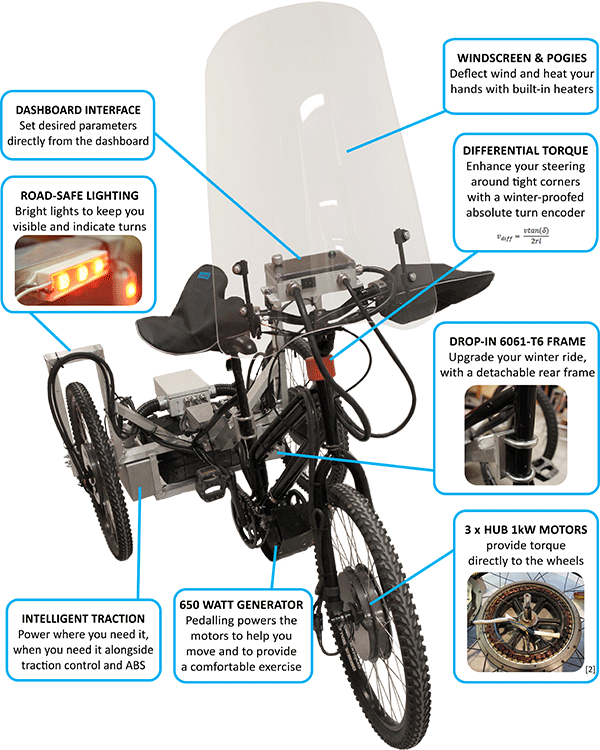 WINDSCREEN & POGIES
Deflect wind and heat your
hands with built-in heaters
DASHBOARD INTERFACE
Set desired parameters
directly from the dashboard
DIFFERENTIAL TORQUE
Enhance your steering
around tight corners
with a winter-proofed
absolute turn encoder
v_diff = vtan(δ)/2rl
ROAD-SAFE LIGHTING
Bright lights to keep you
visible and indicate turns
DROP-IN 6061-T6 FRAME
Upgrade your winter ride,
with a detachable rear frame
3 x HUB 1kW MOTORS
provide torque
directly to the wheels
[2]
650 WATT GENERATOR
Pedalling powers the
motors to help you
move and to provide
a comfortable exercise
INTELLIGENT TRACTION
Power where you need it,
when you need it alongside
traction control and ABS